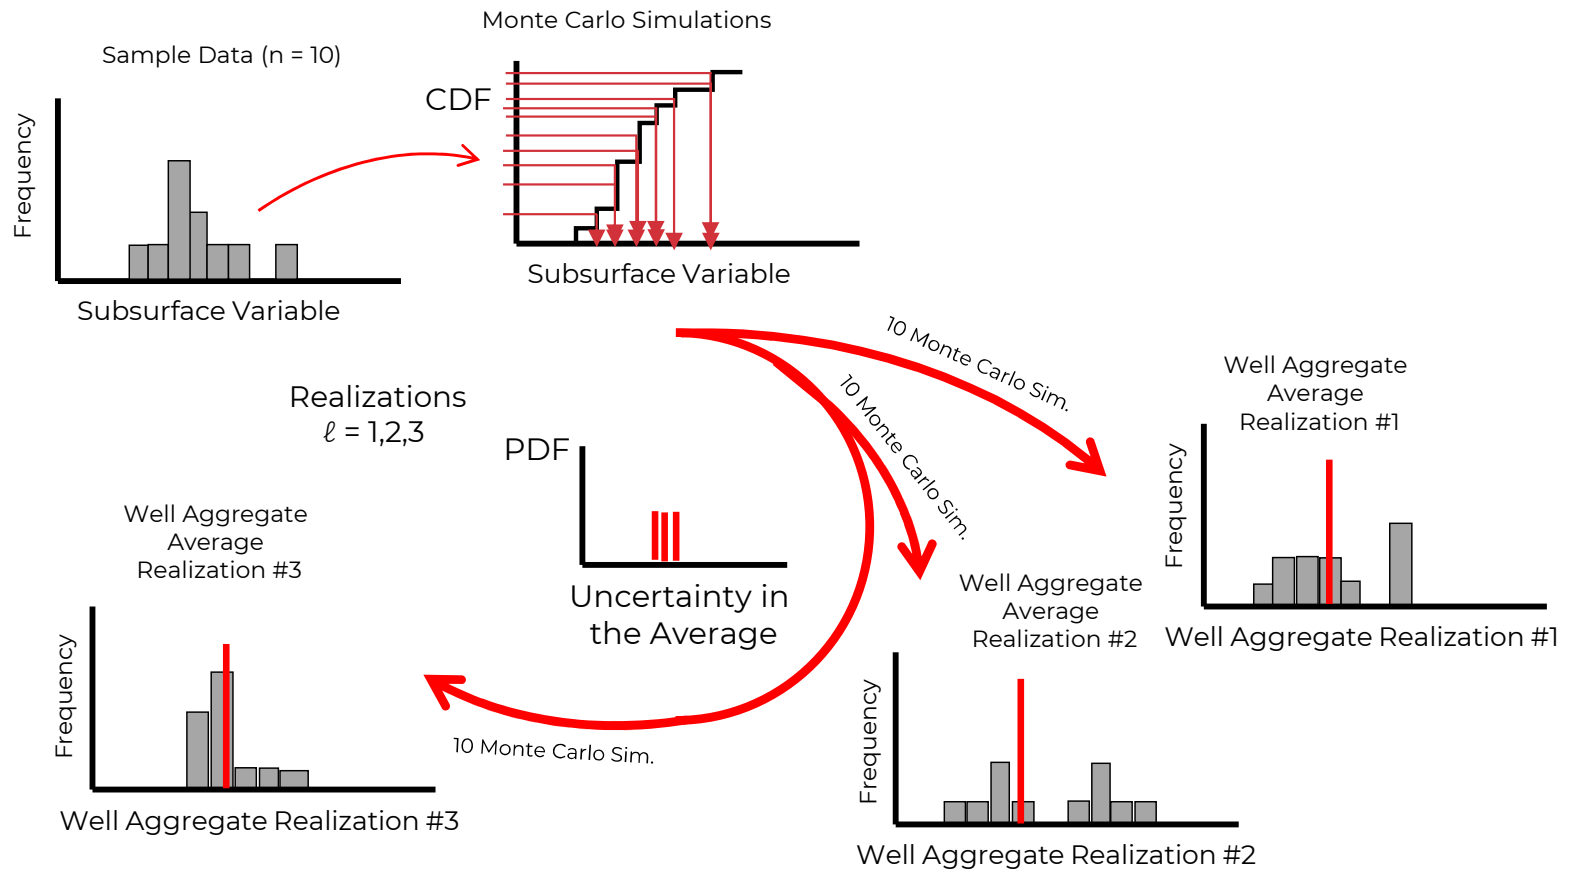 Monte Carlo Simulations
Sample Data (n = 10)
CDF
Frequency
Subsurface Variable
Subsurface Variable
10 Monte Carlo Sim.
10 Monte Carlo Sim.
Well Aggregate
Average
Realization #1
Realizations
ℓ = 1,2,3
PDF
Frequency
Well Aggregate
Average
Realization #3
Uncertainty in
the Average
Well Aggregate
Average
Realization #2
Well Aggregate Realization #1
Frequency
Frequency
10 Monte Carlo Sim.
Well Aggregate Realization #3
Well Aggregate Realization #2